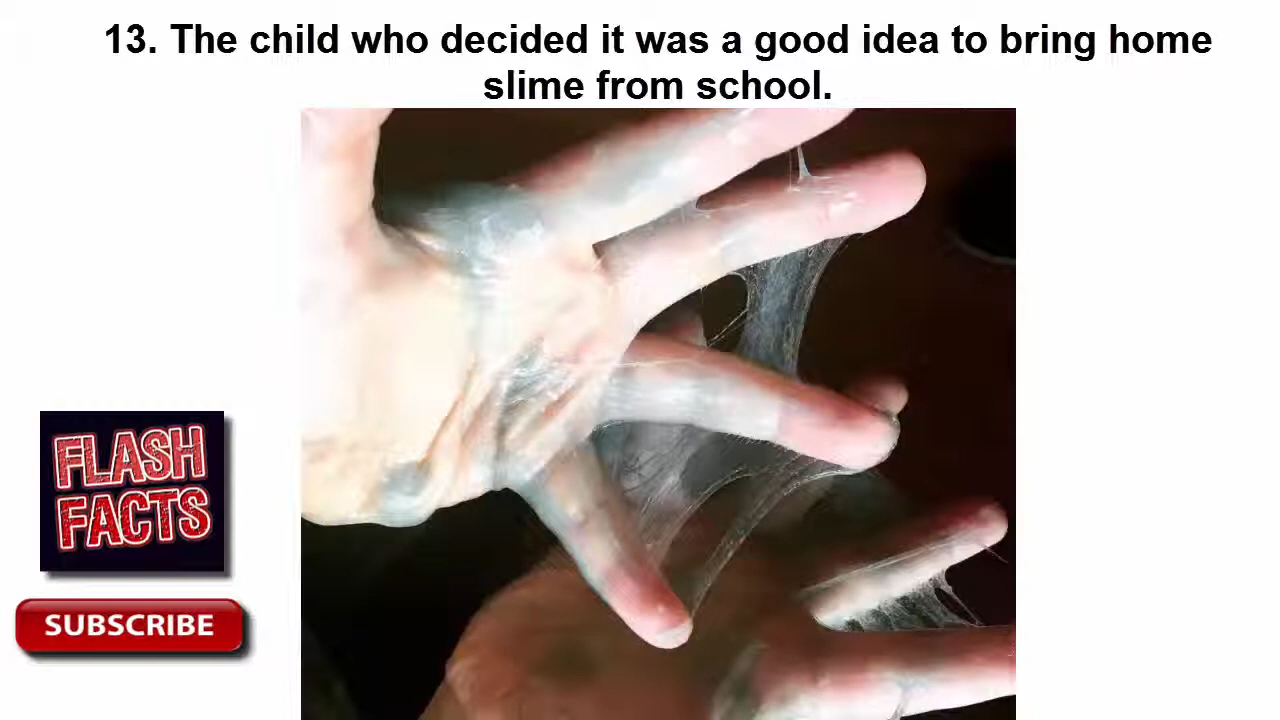 13. The child who decided it was a good idea to bring home
slime from school.
FLASH
FACTS
SUBSCRIBE